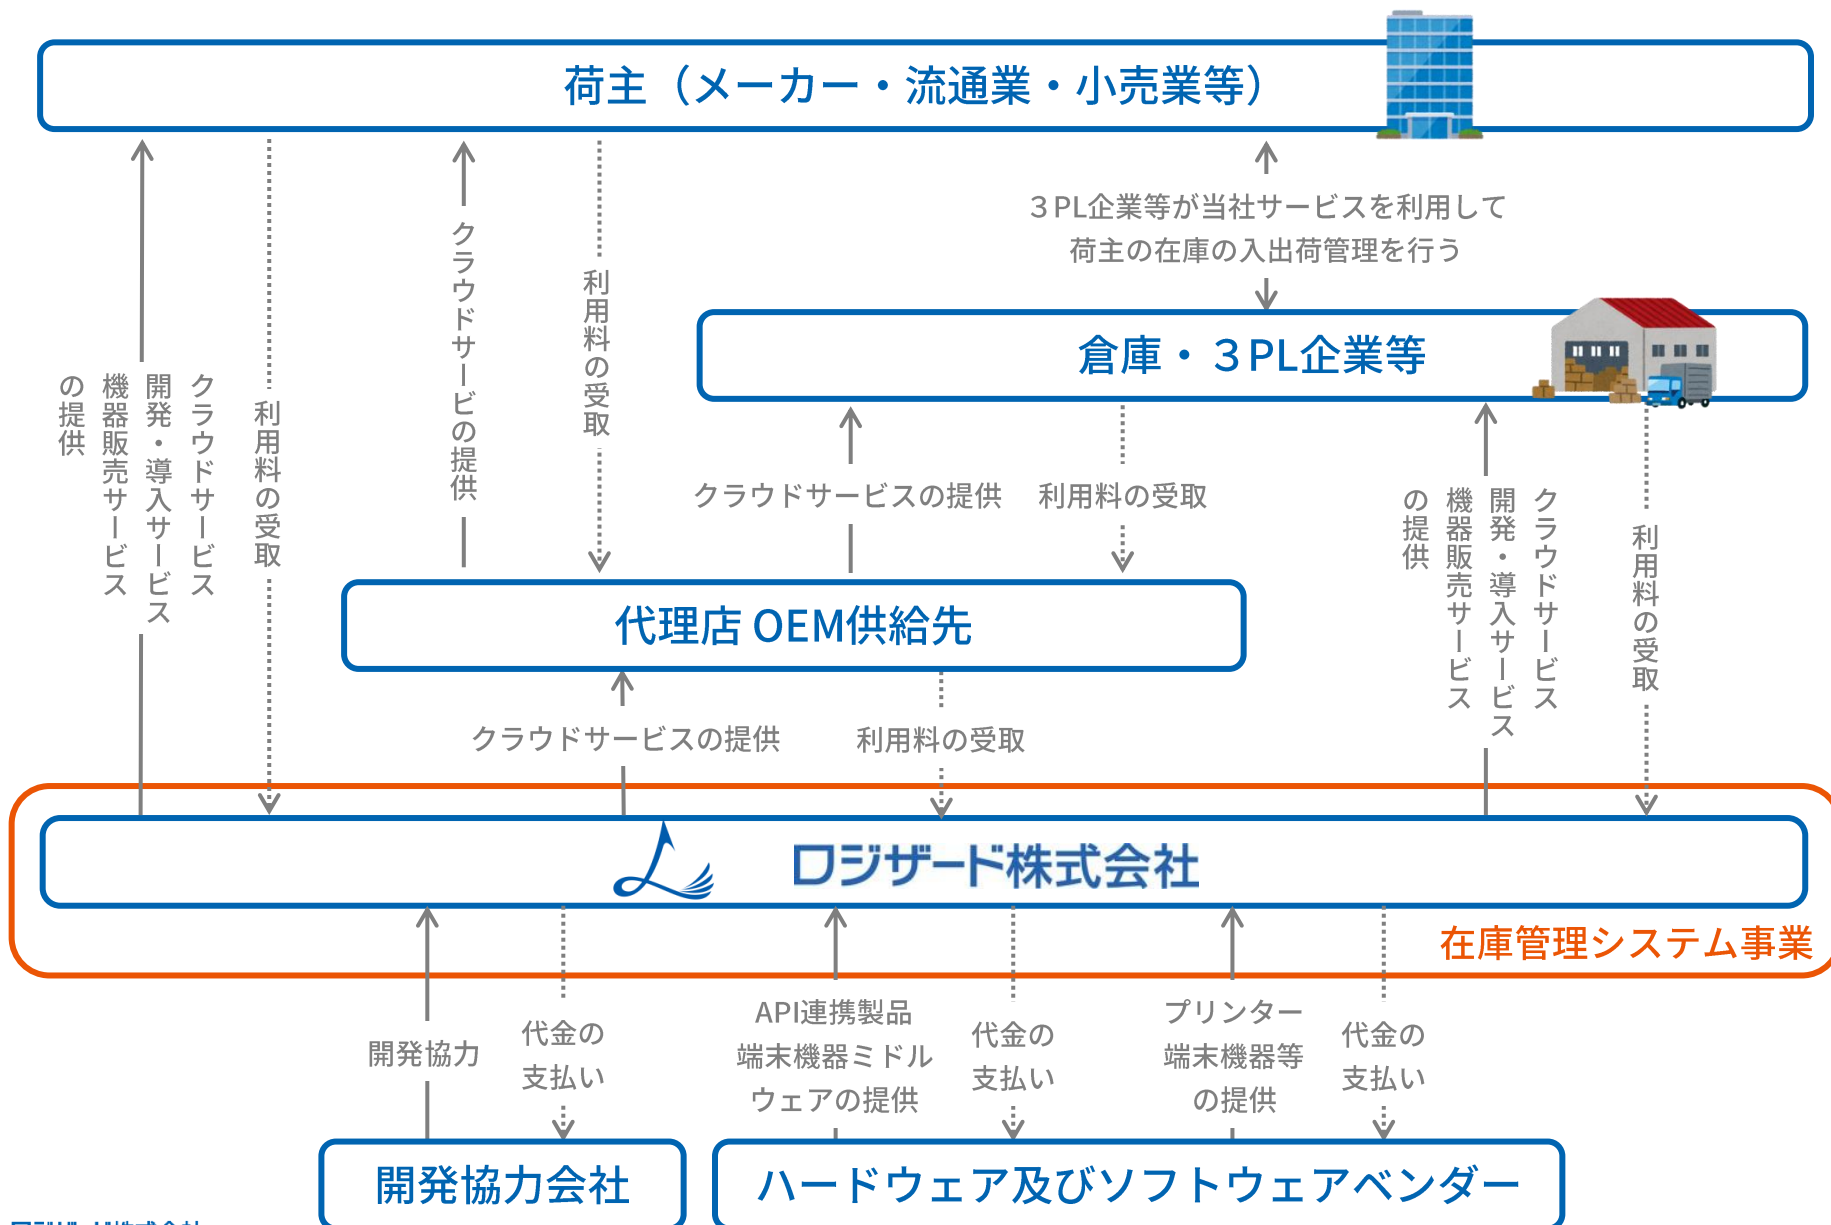 荷主（メーカー・流通業・小売業等）
３PL企業等が当社サービスを利用して
荷主の在庫の入出荷管理を行う
倉庫・３PL企業等
クラウドサービス
開発・導入サービス
機器販売サービス
の提供
利用料の受取
クラウドサービの提供
利用料の受取
クラウドサービスの提供
利用料の受取
クラウドサービス
開発・導入サービス
機器販売サービス
の提供
利用料の受取
代理店 OEM供給先
クラウドサービスの提供
利用料の受取
ロジザード株式会社
在庫管理システム事業
開発協力
代金の
支払い
API連携製品
端末機器ミドル
ウェアの提供
代金の
支払い
プリンター
端末機器等
の提供
代金の
支払い
開発協力会社
ハードウェア及びソフトウェアベンダー
ロジザード株式会社